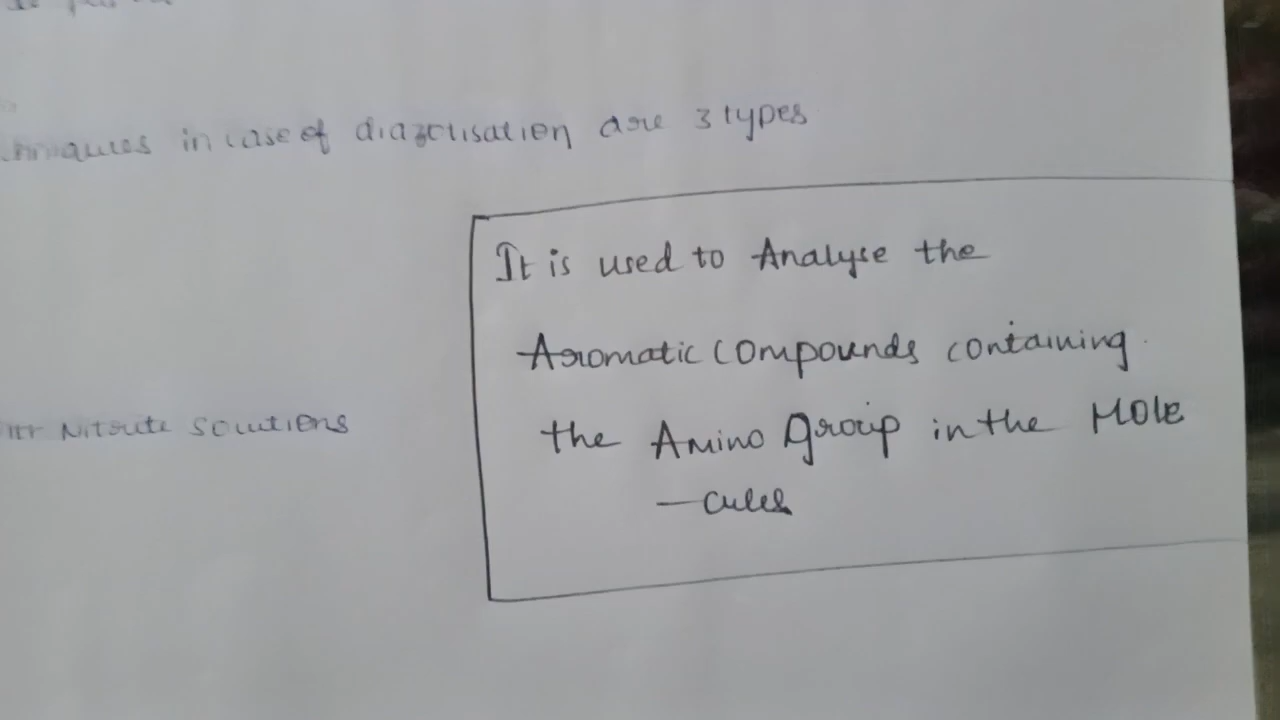 in case of diazotisation are 3 types
It is used to Analyse the
Aromatic compounds containing
the Amino Group in the Mole
Nitrite solutions
-cules